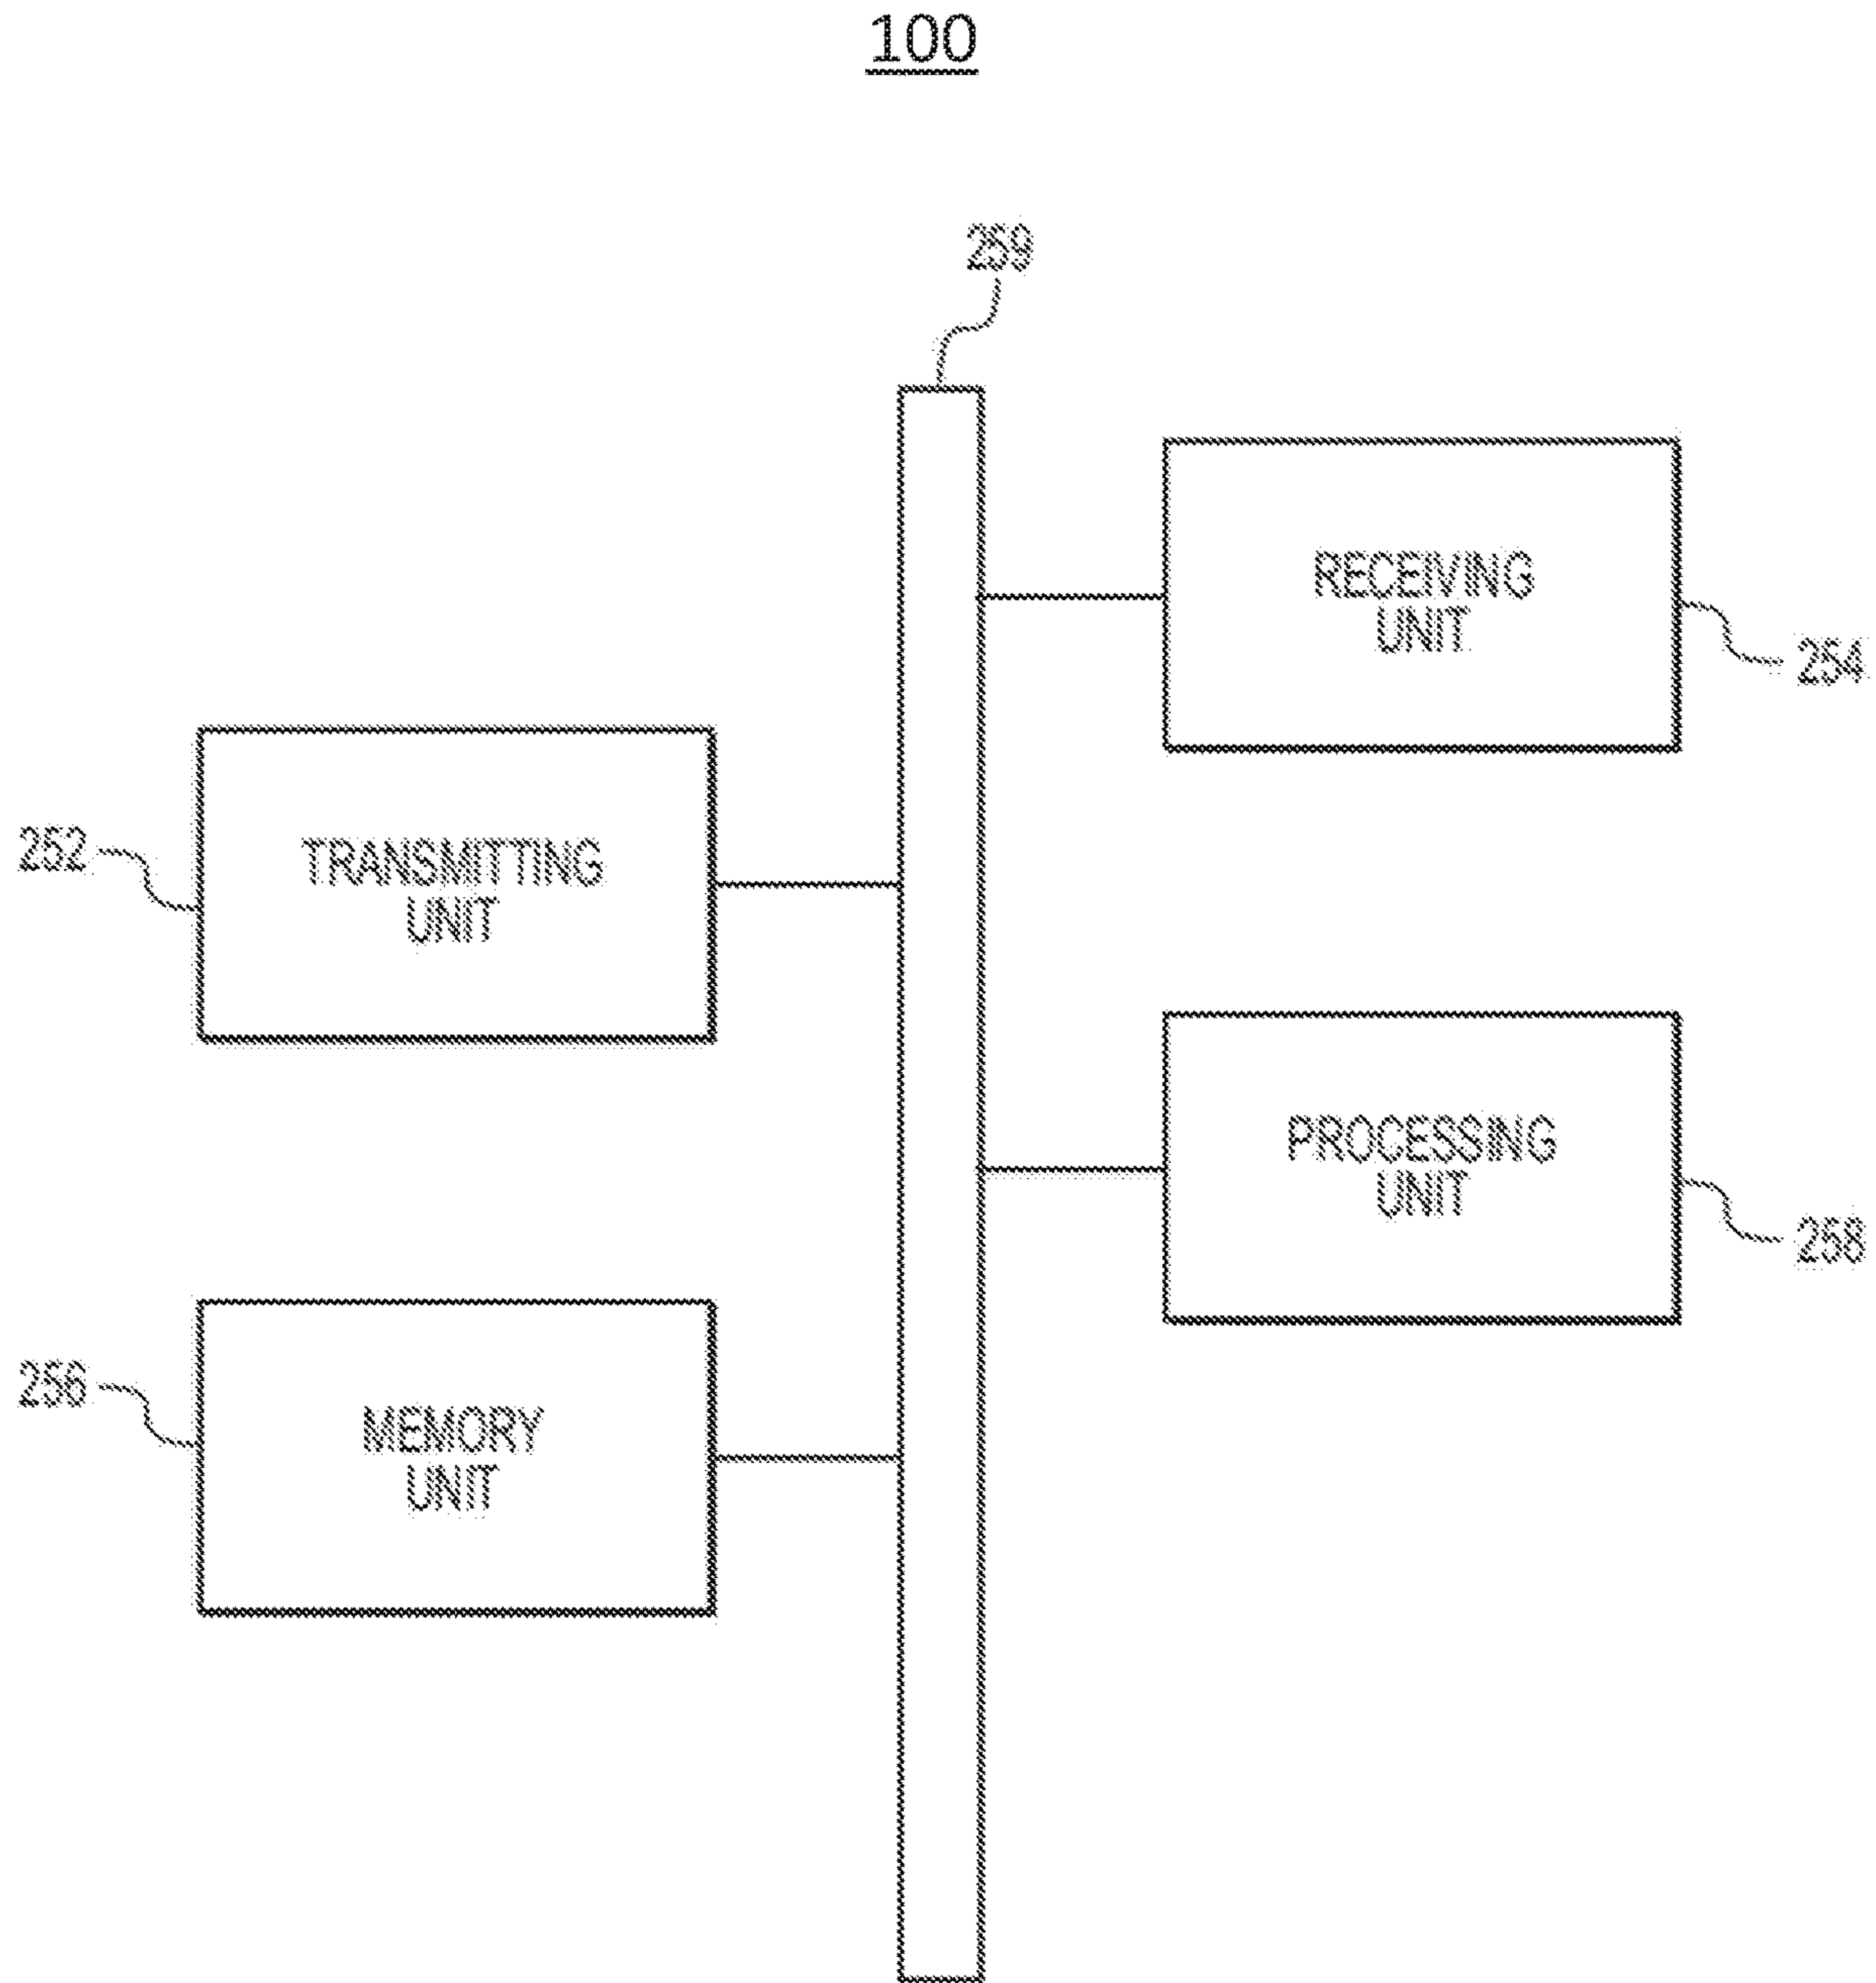 100
259
RECEIVING
UNIT
254
252
TRANSMITTING
UNIT
PROCESSING
UNIT
258
256
MEMORY
UNIT